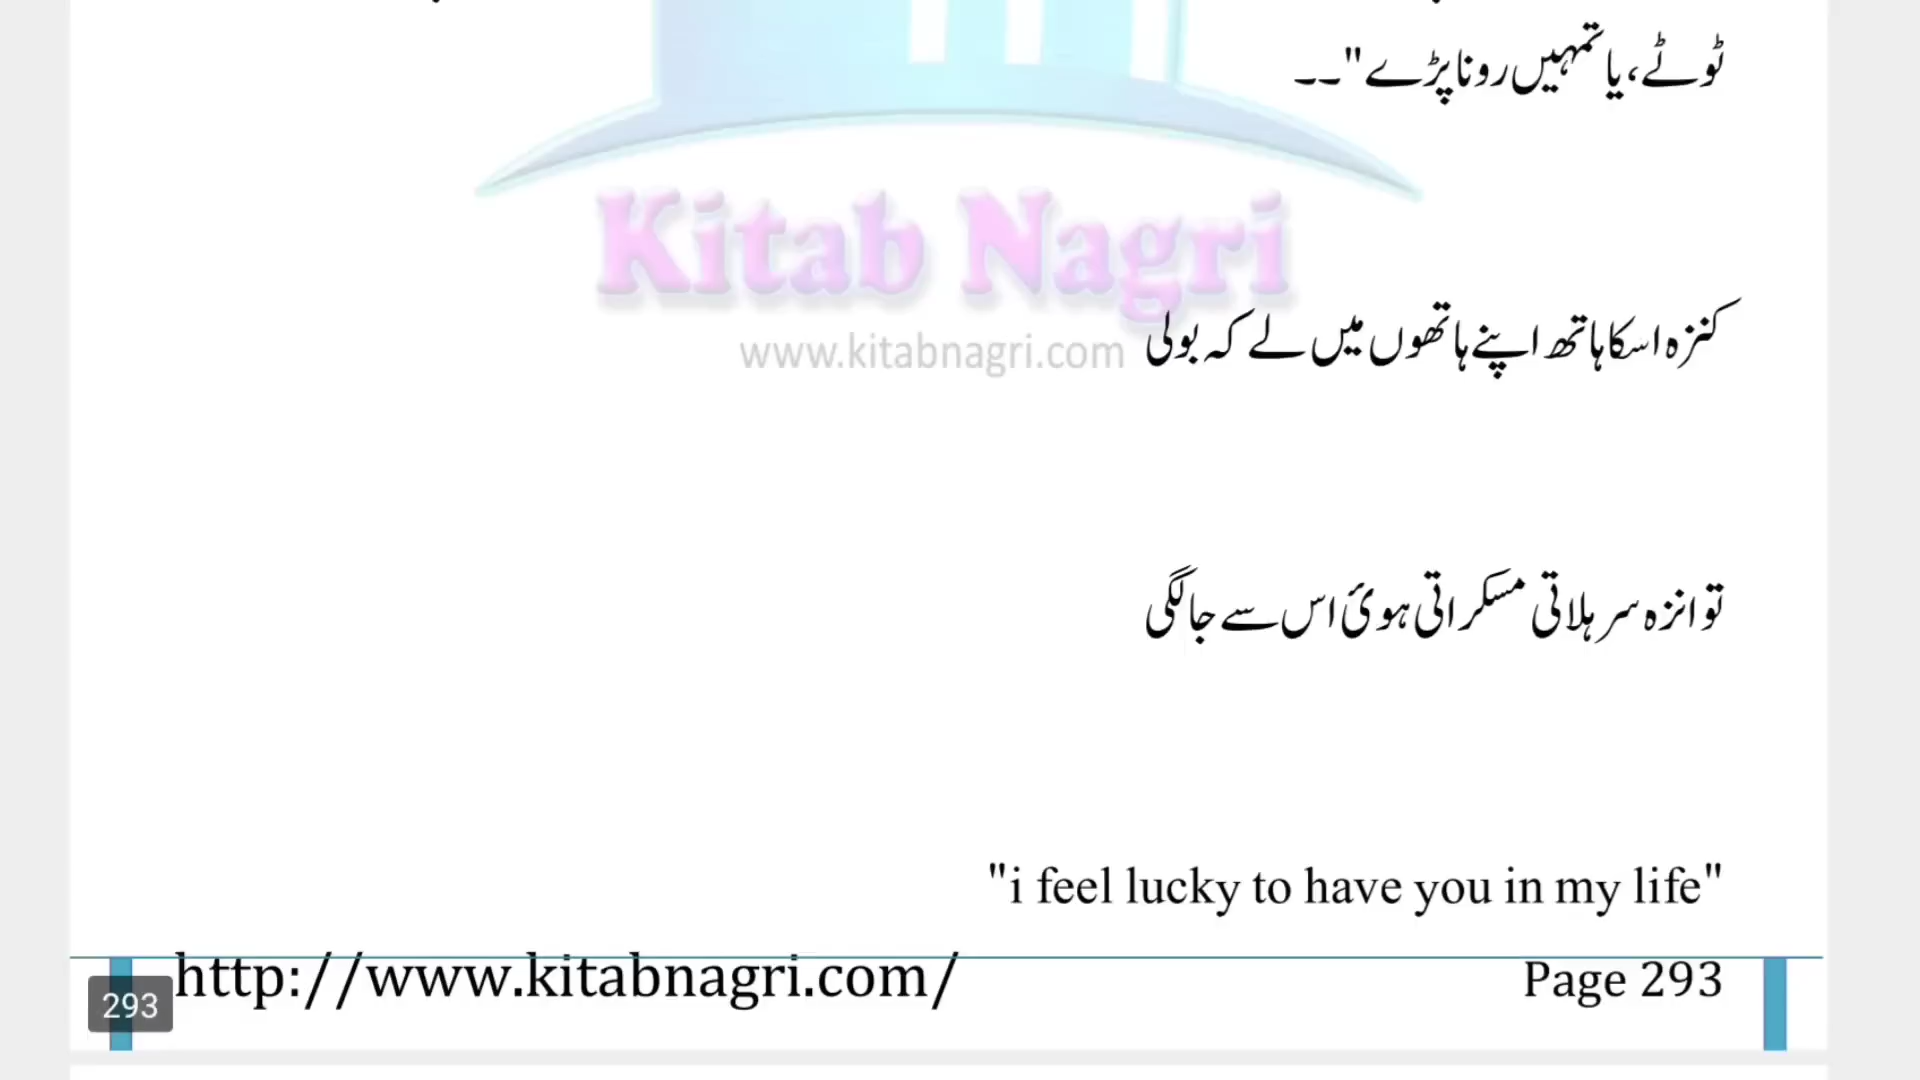 ٹوٹے، یا تمہیں رونا پڑے"۔۔
Kitab Nagri
www.kitabnagri.com
کنزہ اسکا ہاتھ اپنے ہاتھوں میں لے کہ بولی
تو انزہ سر ہلاتی مسکراتی ہوئ اس سے جا لگی
"i feel lucky to have you in my life"
http://www.kitabnagri.com/
Page 293
293